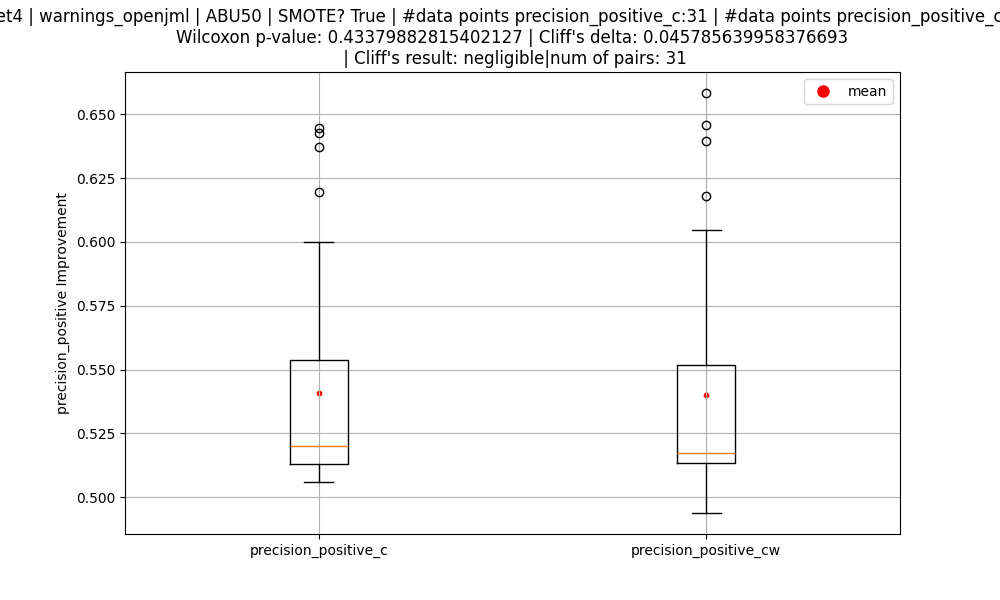 et4 | warnings_openjml | ABU50 | SMOTE? True | #data points precision_positive_c:31 | #data points precision_positive_c
Wilcoxon p-value: 0.43379882815402127 | Cliff's delta: 0.045785639958376693
| Cliff's result: negligible|num of pairs: 31
mean
0.650
0.625
0.600
0.575
0.550
0.525
0.500
precision_positive Improvement
precision_positive_c
precision_positive_cw